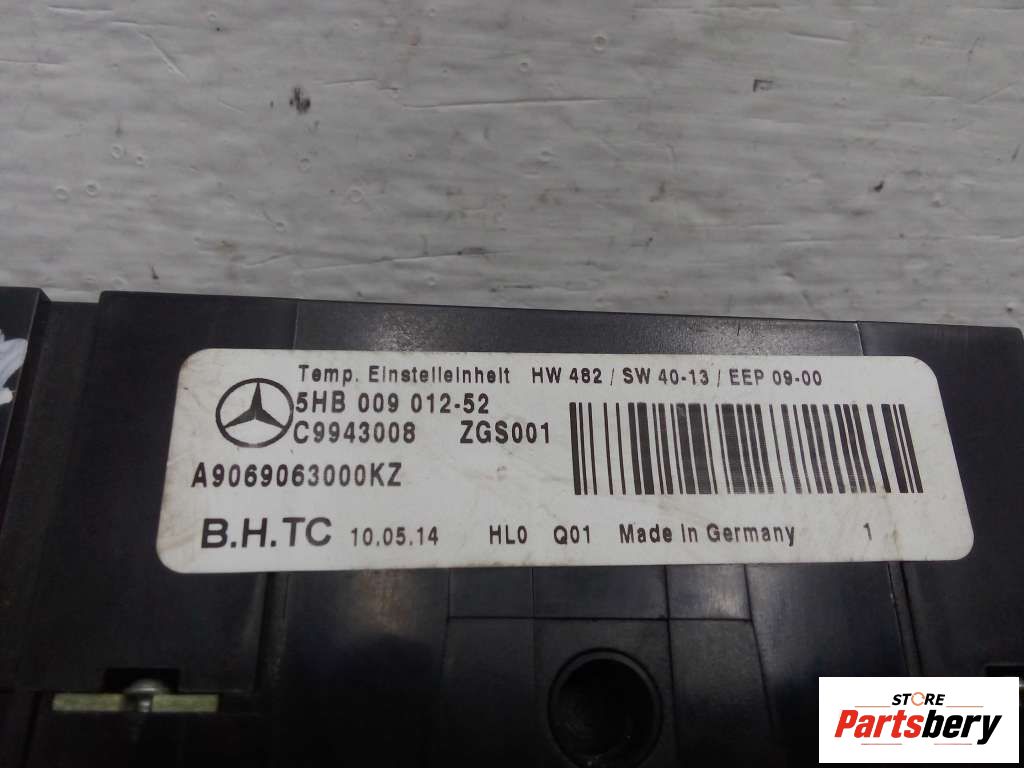 Temp. Einstelleinheit HW 482 / SW 40-13 / EEP 09-00
5HB 009 012-52
C9943008 ZGS001
A9069063000KZ
B.H.TC 10.05.14 HL0 Q01 Made in Germany 1
STORE
Partsbery